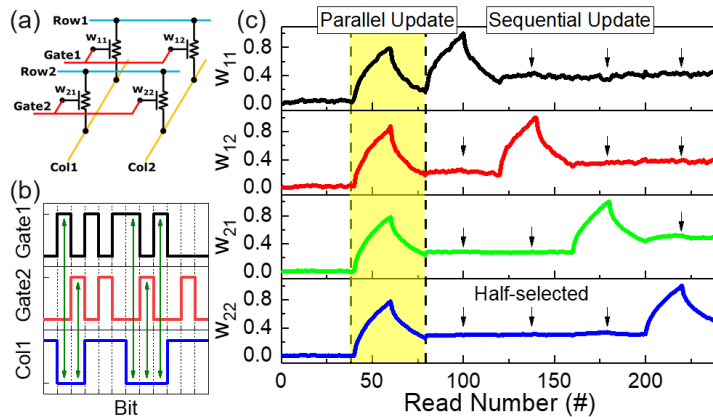 (a)
Row1
w11
w12
Gate1
Row2
w21
w22
Gate2
Col1
Col2
(b)
Gate1
Gate2
Col1
Bit
(c)
Parallel Update
Sequential Update
w11
0.8
0.4
0.0
w12
0.8
0.4
0.0
w21
0.8
0.4
0.0
w22
0.8
0.4
0.0
Half-selected
0
50
100
150
200
Read Number (#)